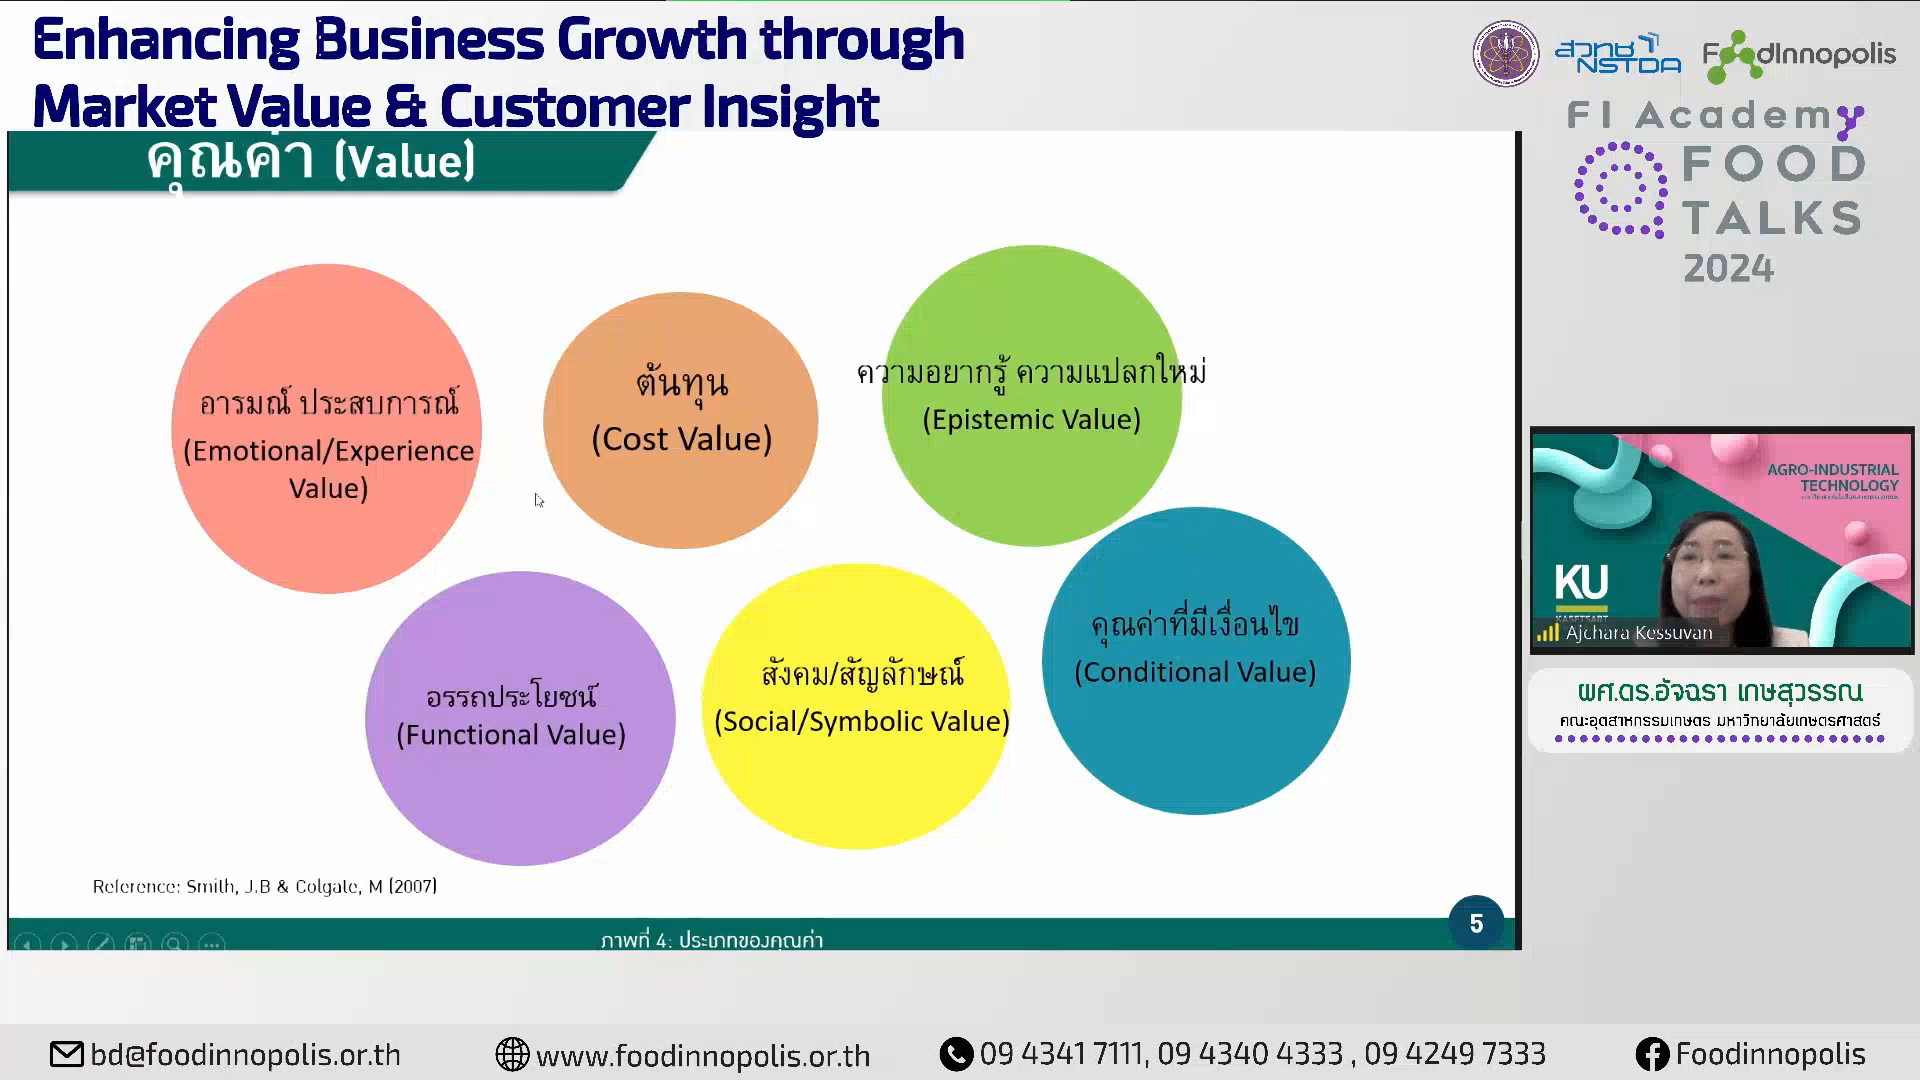 Enhancing Business Growth through
Market Value & Customer Insight
สวทช
NSTDA
FoodInnopolis
FI Academy
FOOD
TALKS
2024
คุณค่า (Value)
อารมณ์ ประสบการณ์
(Emotional/Experience
Value)
ต้นทุน
(Cost Value)
ความอยากรู้ ความแปลกใหม่
(Epistemic Value)
อรรถประโยชน์
(Functional Value)
สังคม/สัญลักษณ์
(Social/Symbolic Value)
คุณค่าที่มีเงื่อนไข
(Conditional Value)
Reference: Smith, J.B & Colgate, M (2007)
ภาพที่ 4: ประเภทของคุณค่า
5
AGRO-INDUSTRIAL
TECHNOLOGY
KU
KASETSART
Ajchara Kessuvan
ผศ.ดร.อัจฉรา เกษสุวรรณ
คณะอุตสาหกรรมเกษตร มหาวิทยาลัยเกษตรศาสตร์
bd@foodinnopolis.or.th
www.foodinnopolis.or.th
09 4341 7111, 09 4340 4333 , 09 4249 7333
Foodinnopolis